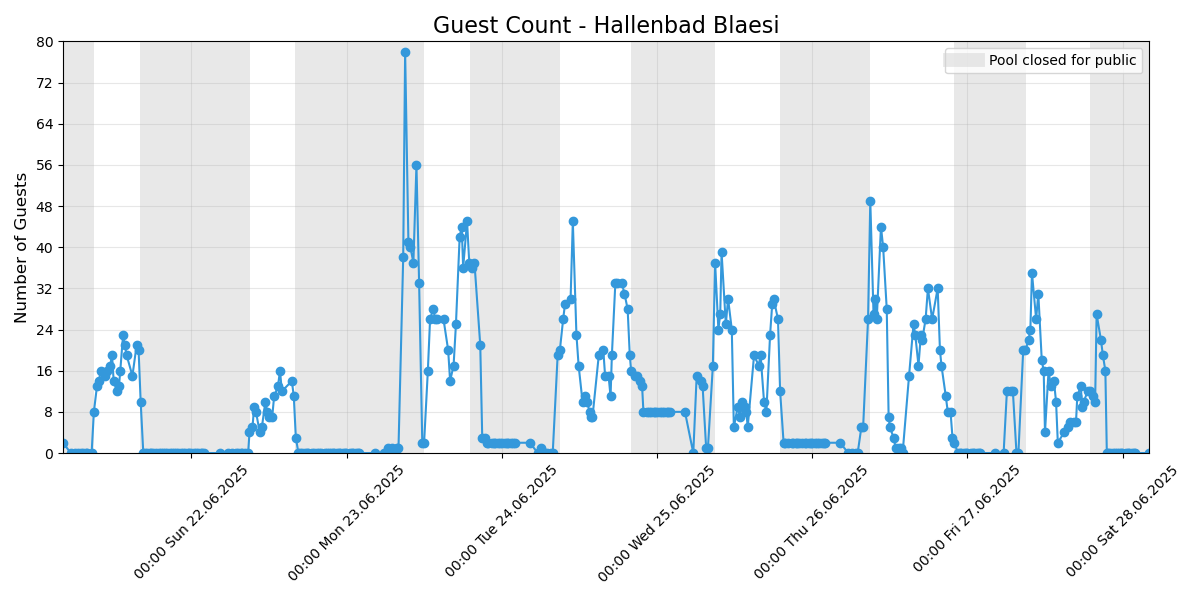 Guest Count - Hallenbad Blaesi
Pool closed for public
Number of Guests
80
72
64
56
48
40
32
24
16
8
0
00:00 Sun 22.06.2025
00:00 Mon 23.06.2025
00:00 Tue 24.06.2025
00:00 Wed 25.06.2025
00:00 Thu 26.06.2025
00:00 Fri 27.06.2025
00:00 Sat 28.06.2025